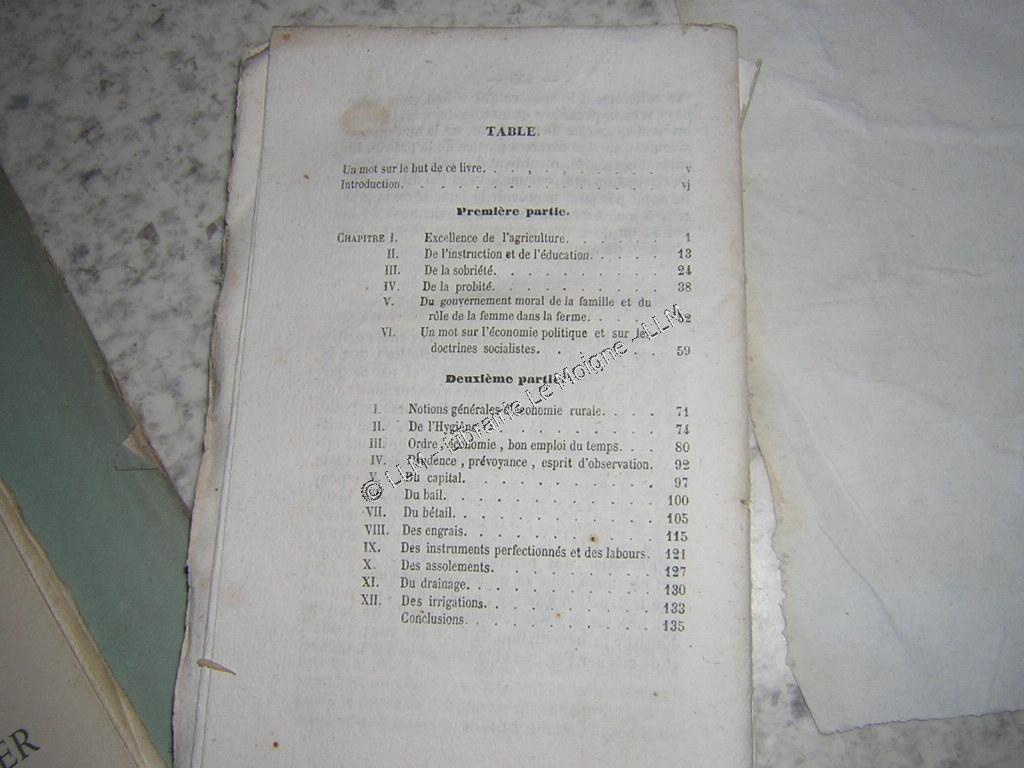 TABLE.
Un mot sur le but de ce livre. . . . . . . . . v
Introduction. . . . . . . . . . . . vj
Première partie.
CHAPITRE I. Excellence de l'agriculture. . . . . . . 1
II. De l'instruction et de l'éducation. . . . . 13
III. De la sobriété. . . . . . . . . . 24
IV. De la probité. . . . . . . . . . 38
V. Du gouvernement moral de la famille et du
rôle de la femme dans la ferme. . . . .
VI. Un mot sur l'économie politique et sur les
doctrines socialistes. . . . . . . 59
Deuxième partie.
I. Notions générales d'économie rurale. . . . 71
II. De l'Hygiène. . . . . . . . . . 74
III. Ordre, économie, bon emploi du temps. . . . 80
IV. Prudence, prévoyance, esprit d'observation. 92
V. Du capital. . . . . . . . . . . 97
Du bail. . . . . . . . . . . . 100
VII. Du bétail. . . . . . . . . . . 105
VIII. Des engrais. . . . . . . . . . . 115
IX. Des instruments perfectionnés et des labours. 121
X. Des assolements. . . . . . . . . 127
XI. Du drainage. . . . . . . . . . . 130
XII. Des irrigations. . . . . . . . . . 133
Conclusions. . . . . . . . . . . 135
© LLM - Librairie Le Moigne - LLM
ER